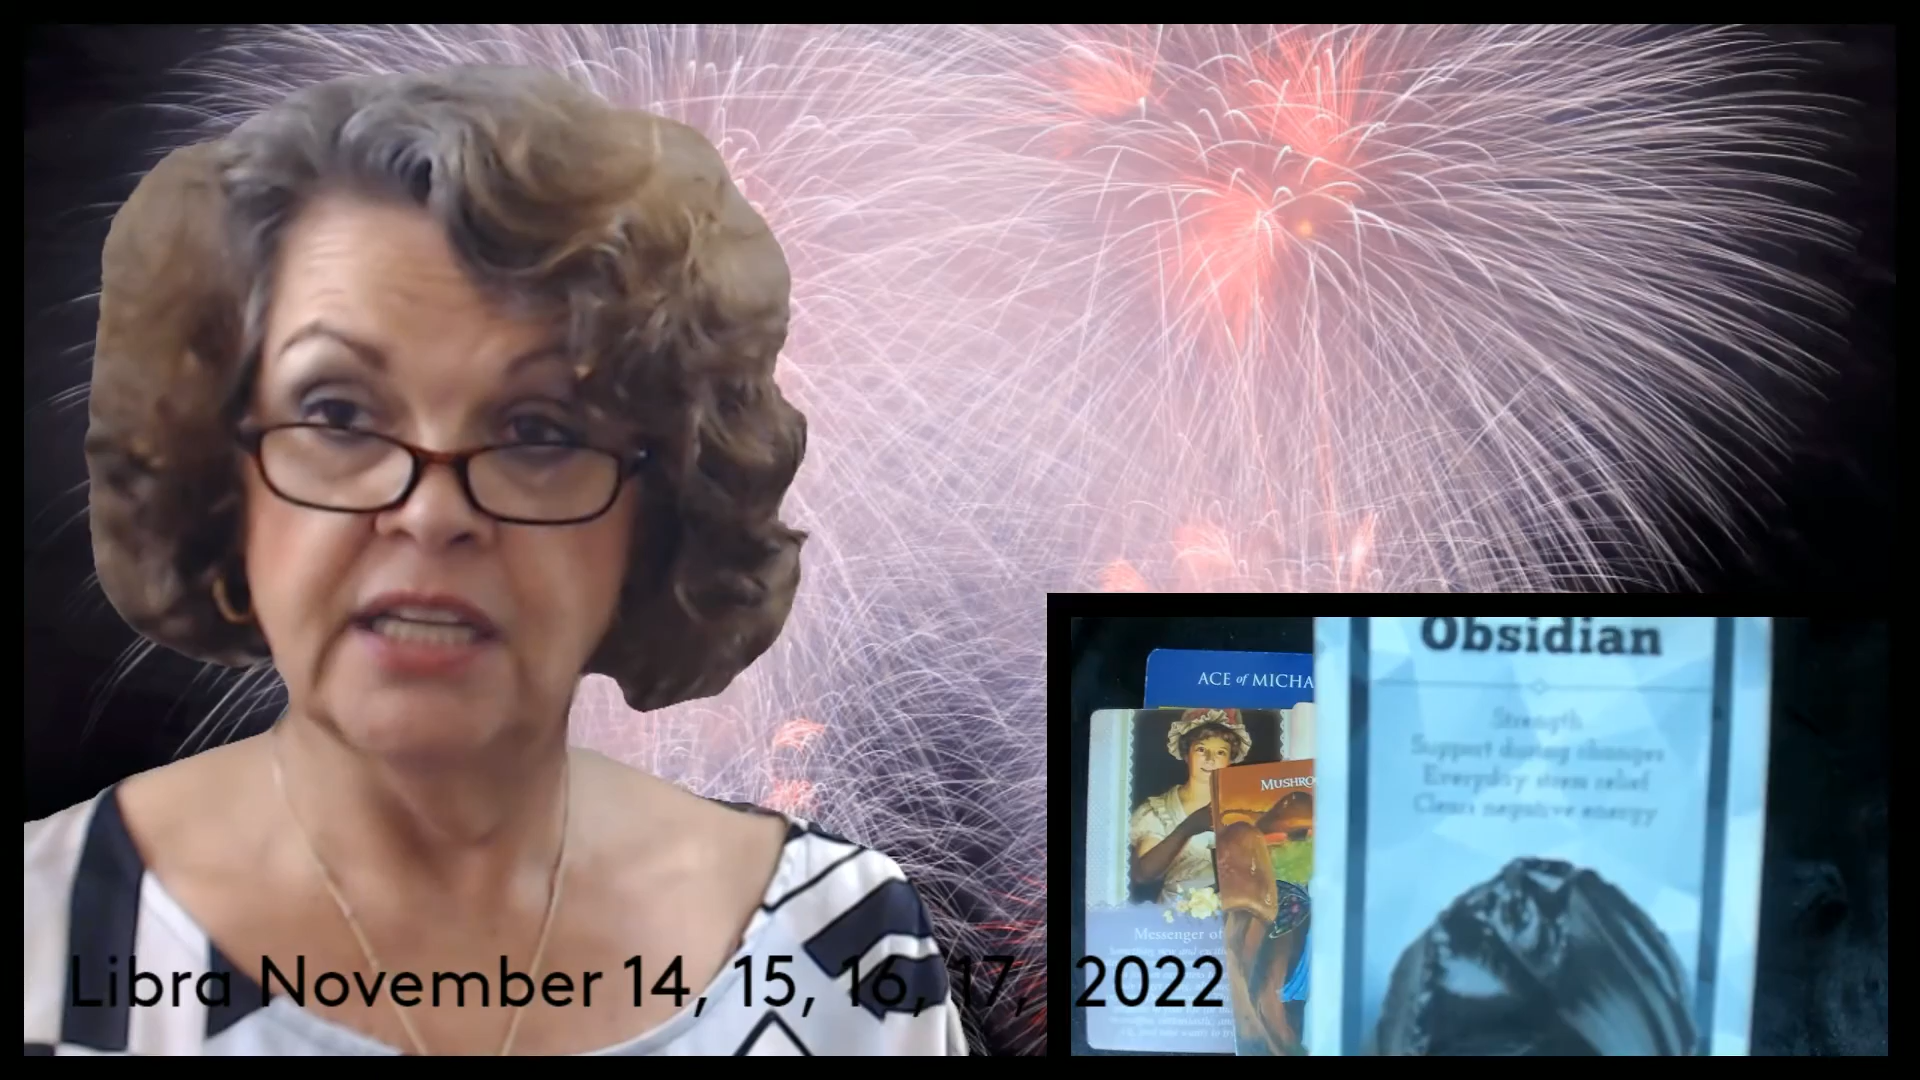 Obsidian
Strength
Support during changes
Everyday stress relief
Clears negative energy
ACE of MICHA
MUSHRO
Messenger of
Libra November 14, 15, 16, 17, 2022